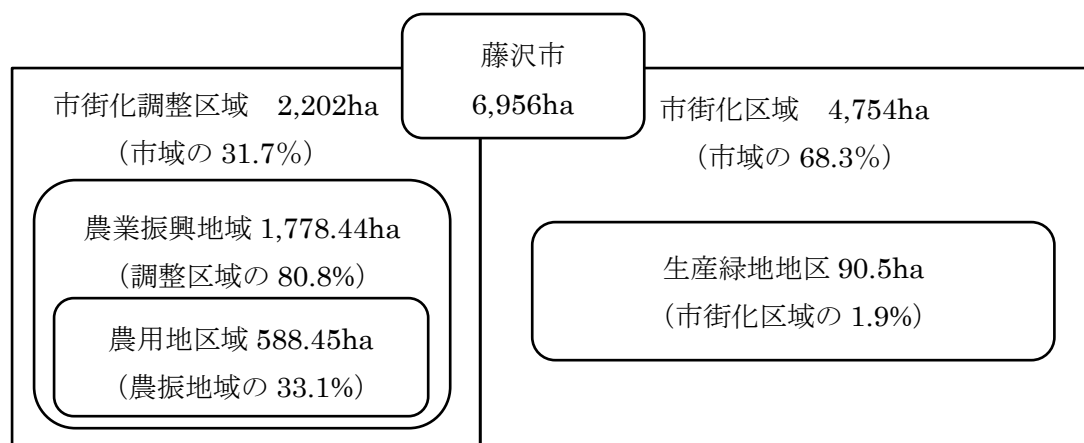 藤沢市
6,956ha
市街化調整区域　2,202ha
（市域の 31.7%）
農業振興地域 1,778.44ha
（調整区域の 80.8%）
農用地区域 588.45ha
（農振地域の 33.1%）
市街化区域　4,754ha
（市域の 68.3%）
生産緑地地区 90.5ha
（市街化区域の 1.9%）